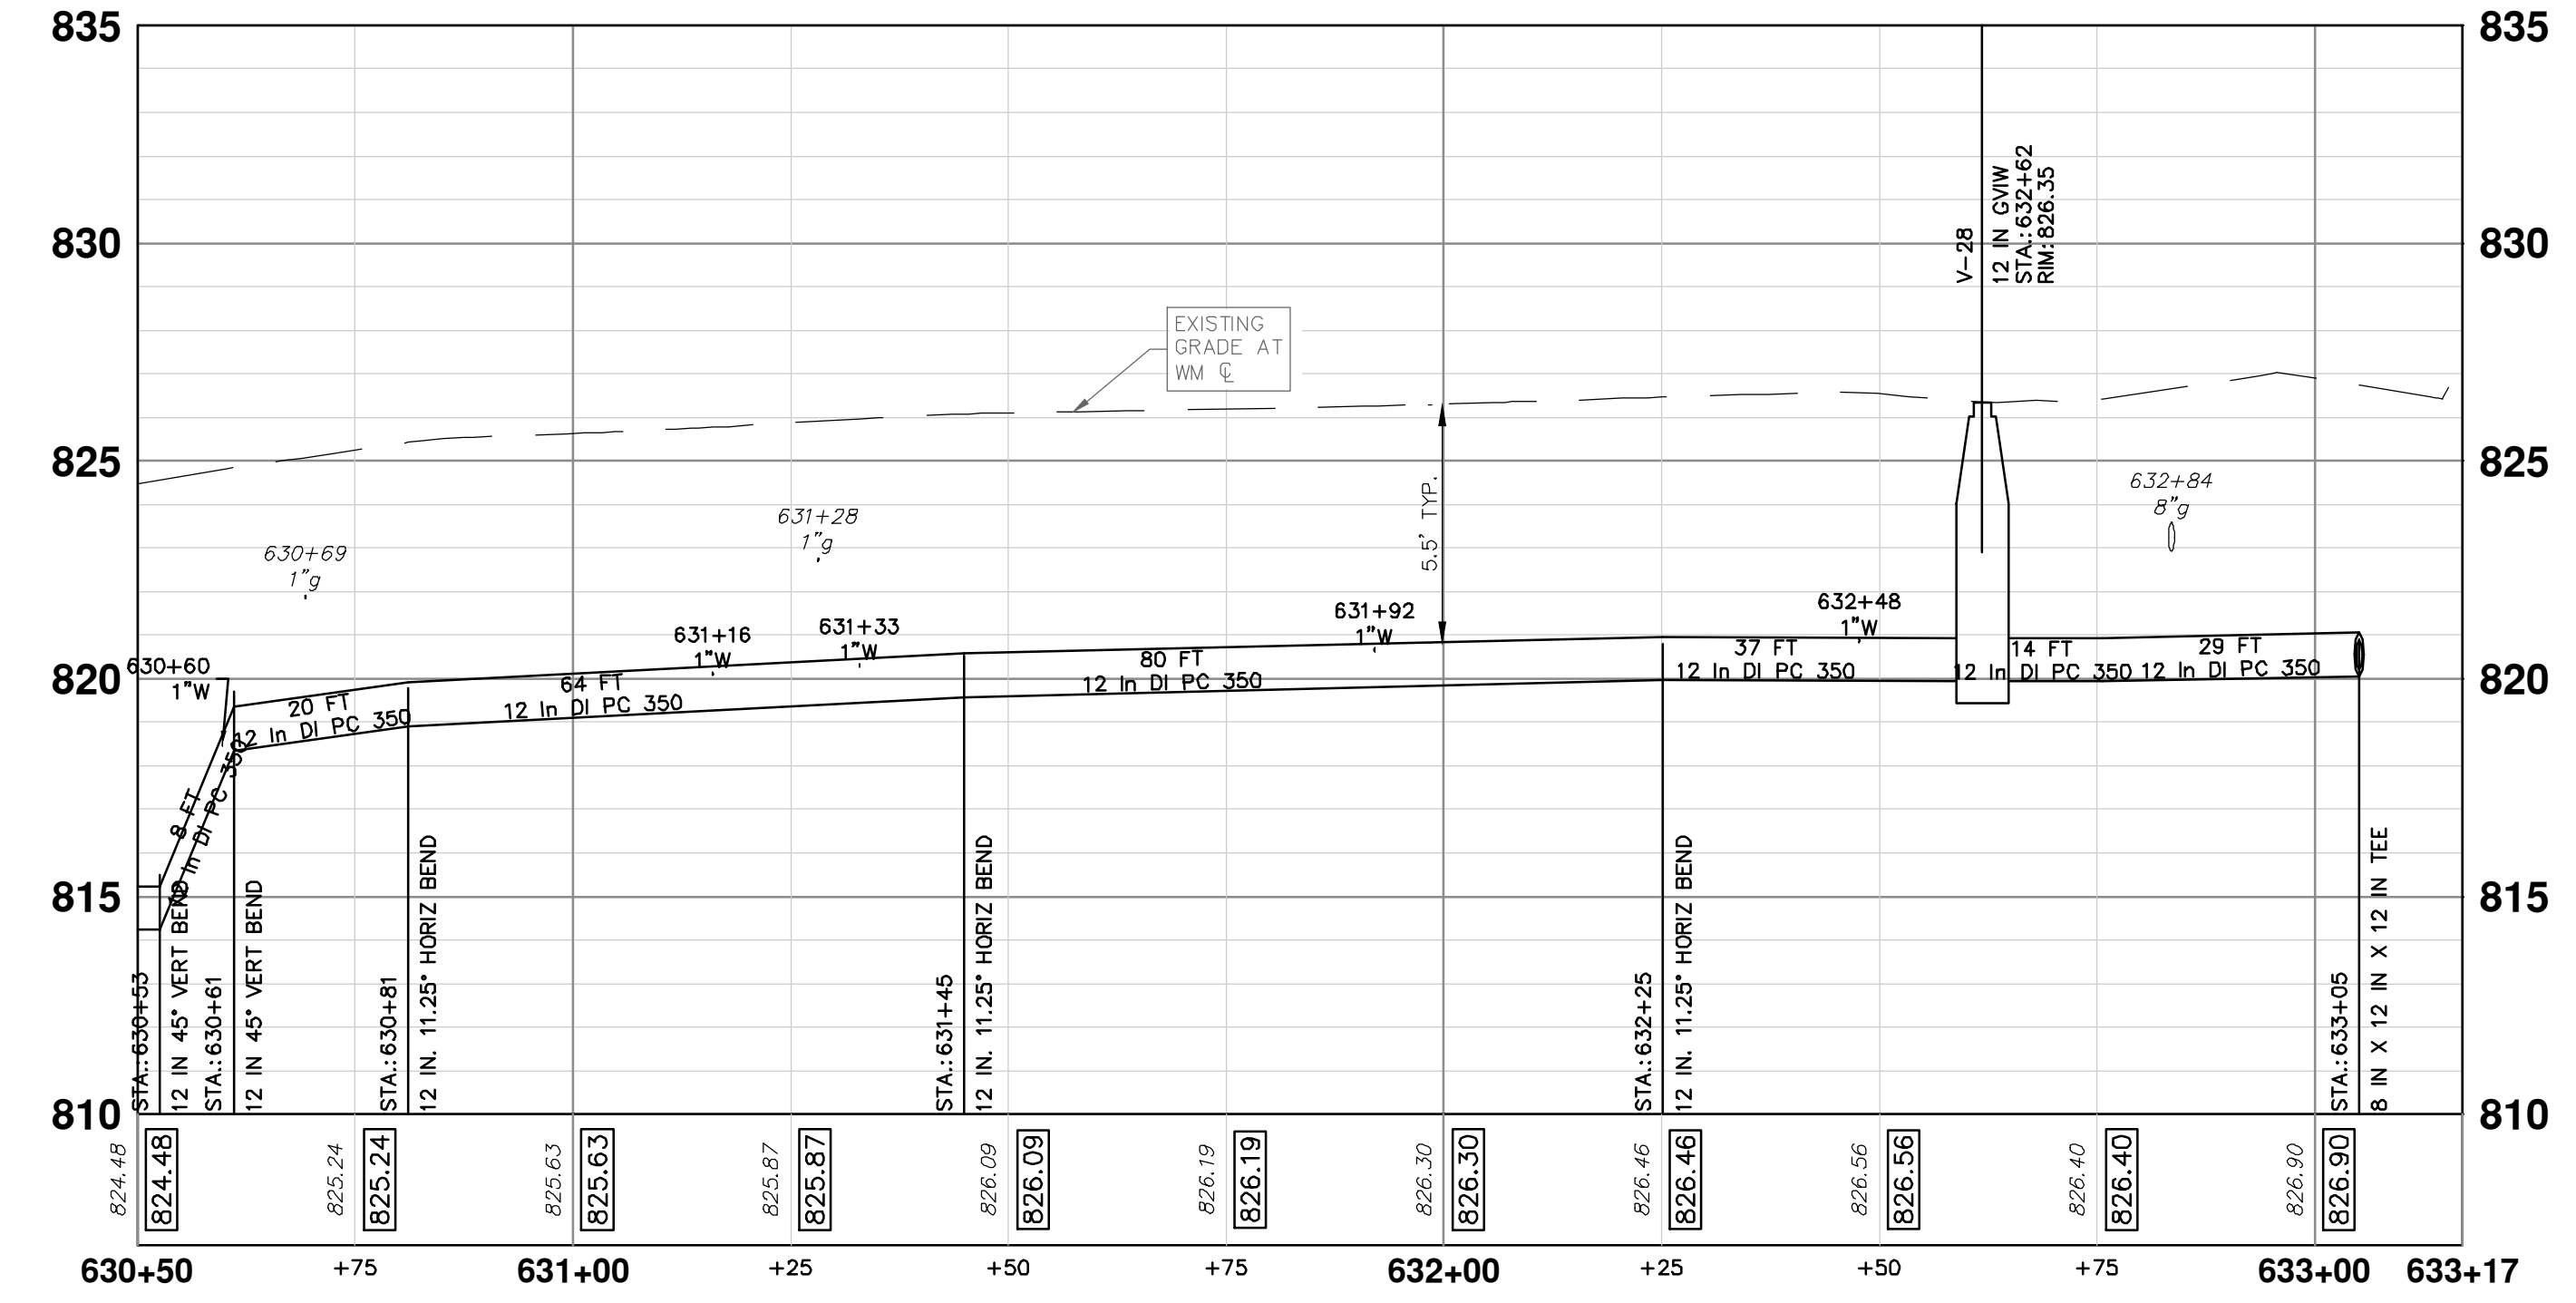 835
835
830
830
825
825
820
820
815
815
810
810
V-28
12 IN GVIW
STA.:632+62
RIM:826.35
EXISTING
GRADE AT
WM ℄
5.5' TYP.
630+69
1"g
631+28
1"g
632+84
8"g
630+60
1"W
631+16
1"W
631+33
1"W
631+92
1"W
632+48
1"W
8 FT
12 In DI PC 350
20 FT
12 In DI PC 350
64 FT
12 In DI PC 350
80 FT
12 In DI PC 350
37 FT
12 In DI PC 350
14 FT
12 In DI PC 350
29 FT
12 In DI PC 350
STA.:630+53
12 IN 45° VERT BEND
STA.:630+61
12 IN 45° VERT BEND
STA.:630+81
12 IN. 11.25° HORIZ BEND
STA.:631+45
12 IN. 11.25° HORIZ BEND
STA.:632+25
12 IN. 11.25° HORIZ BEND
STA.:633+05
8 IN X 12 IN X 12 IN TEE
824.48
824.48
825.24
825.24
825.63
825.63
825.87
825.87
826.09
826.09
826.19
826.19
826.30
826.30
826.46
826.46
826.56
826.56
826.40
826.40
826.90
826.90
630+50
+75
631+00
+25
+50
+75
632+00
+25
+50
+75
633+00
633+17